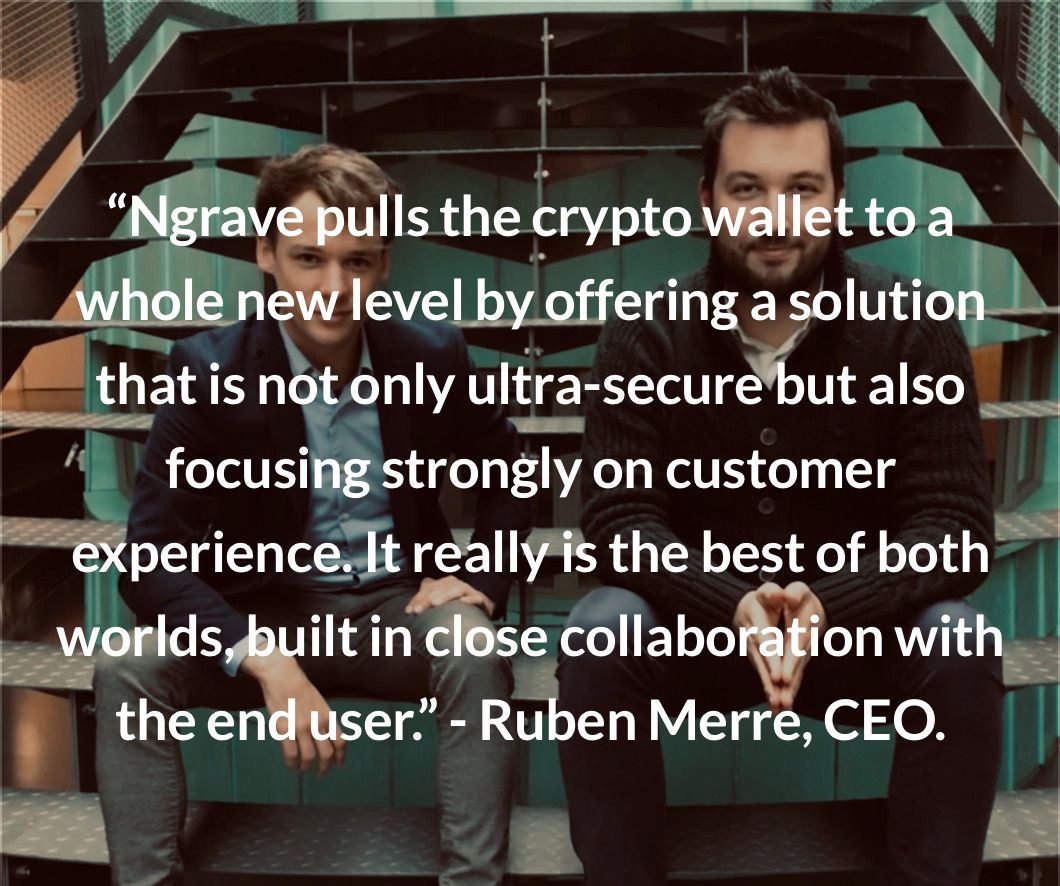 “Ngrave pulls the crypto wallet to a
whole new level by offering a solution
that is not only ultra-secure but also
focusing strongly on customer
experience. It really is the best of both
worlds, built in close collaboration with
the end user.” - Ruben Merre, CEO.